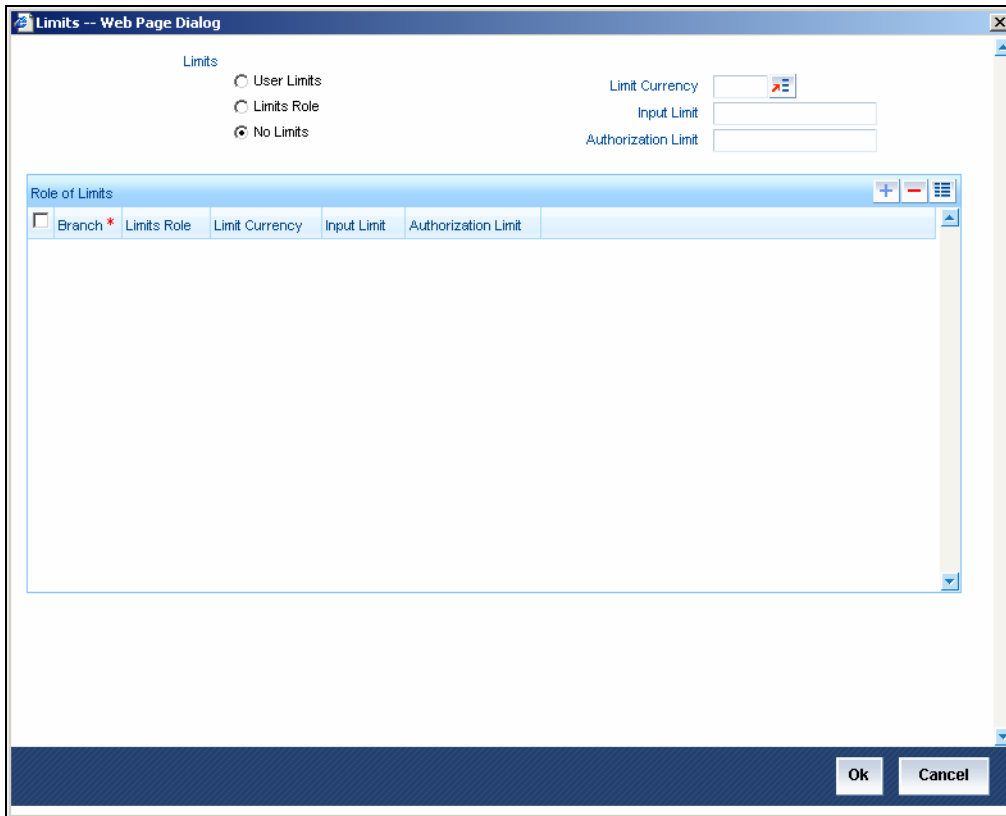 Limits -- Web Page Dialog
Limits
User Limits
Limits Role
No Limits
Limit Currency
Input Limit
Authorization Limit
Role of Limits
Branch * Limits Role Limit Currency Input Limit Authorization Limit
Ok Cancel